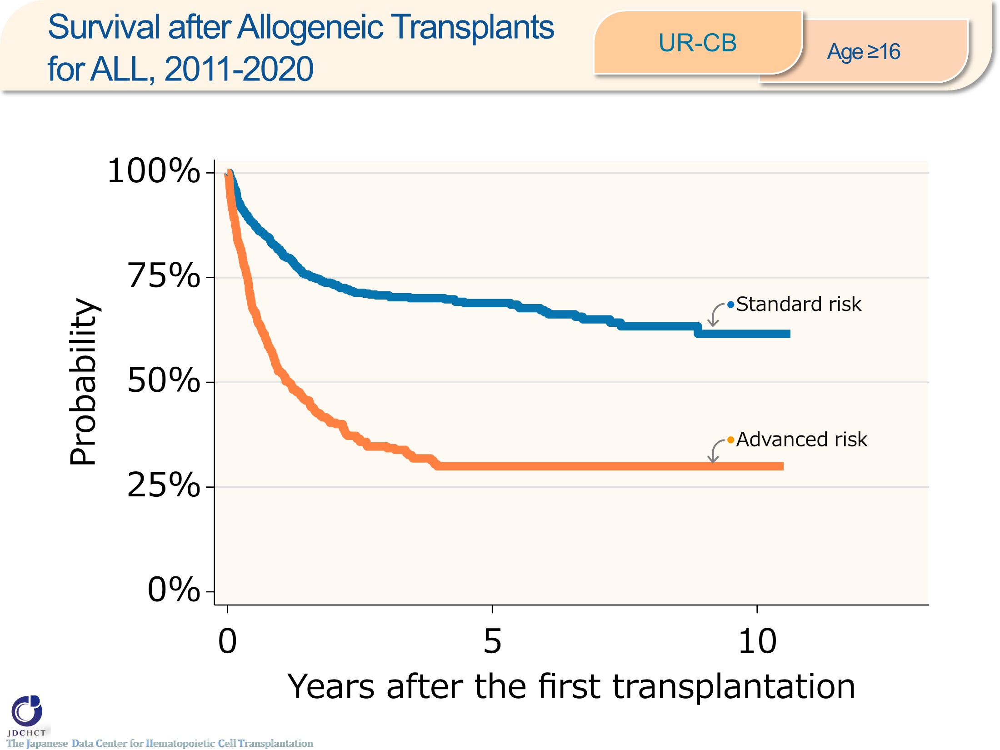 Survival after Allogeneic Transplants
for ALL, 2011-2020
UR-CB
Age ≥16
100%
75%
50%
25%
0%
Probability
Standard risk
Advanced risk
0 5 10
Years after the first transplantation
JDCHCT
The Japanese Data Center for Hematopoietic Cell Transplantation